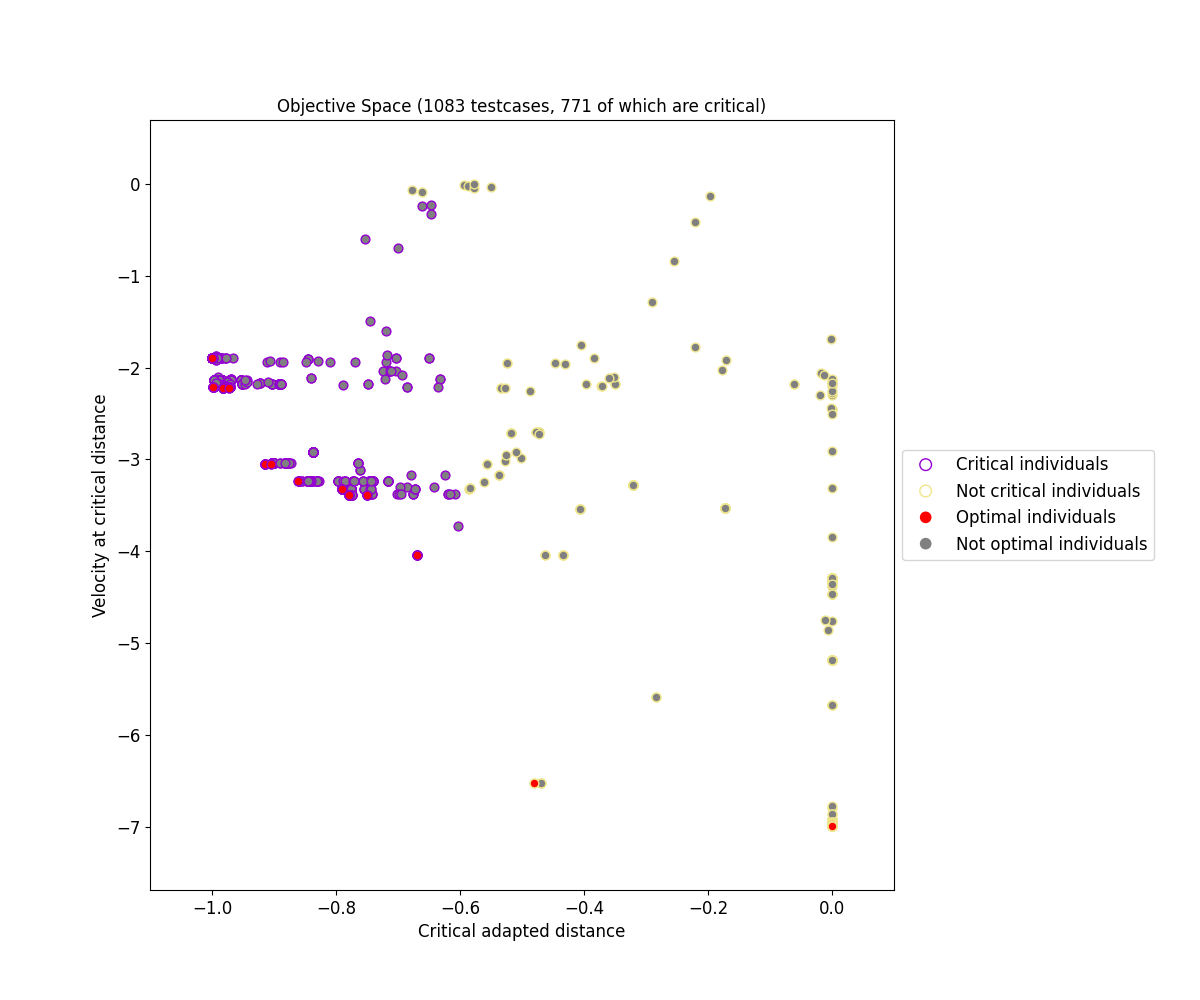 Objective Space (1083 testcases, 771 of which are critical)
0
−1
−2
−3
−4
−5
−6
−7
Velocity at critical distance
−1.0
−0.8
−0.6
−0.4
−0.2
0.0
Critical adapted distance
Critical individuals
Not critical individuals
Optimal individuals
Not optimal individuals